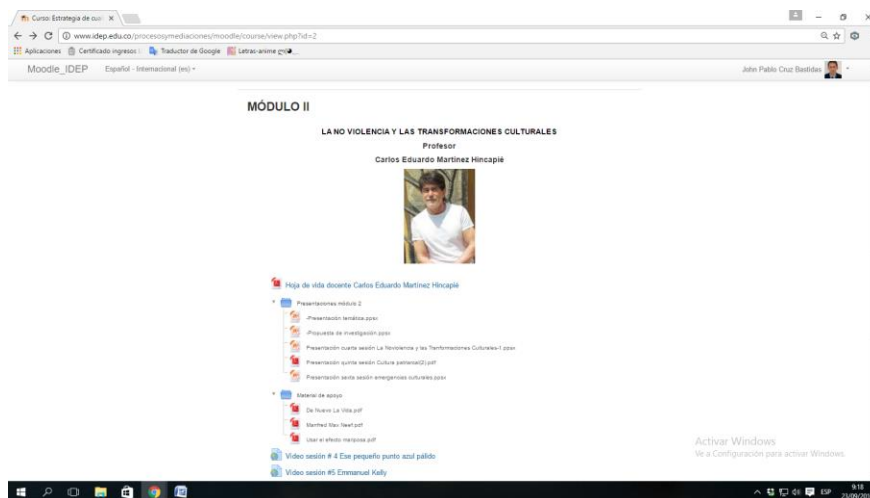 Curso: Estrategia de cual
www.idep.edu.co/procesosymediaciones/moodle/course/view.php?id=2
Aplicaciones Certificado ingresos Traductor de Google Letras-anime
Moodle_IDEP Español - Internacional (es) John Pablo Cruz Bastidas
MÓDULO II
LA NO VIOLENCIA Y LAS TRANSFORMACIONES CULTURALES
Profesor
Carlos Eduardo Martínez Hincapié
Hoja de vida docente Carlos Eduardo Martínez Hincapié
Presentaciones módulo 2
-Presentación temática.ppsx
-Propuesta de investigación.ppsx
Presentación cuarta sesión La Noviolencia y las Tranformaciones Culturales-1.ppsx
Presentación quinta sesión Cultura patriarcal(2).pdf
Presentación sexta sesión emergencias culturales.ppsx
Material de apoyo
De Nuevo La Vida.pdf
Manfred Max Neef.pdf
Usar el efecto mariposa.pdf
Video sesión # 4 Ese pequeño punto azul pálido
Video sesión #5 Emmanuel Kelly
Activar Windows
Ve a Configuración para activar Windows.
ESP 9:18